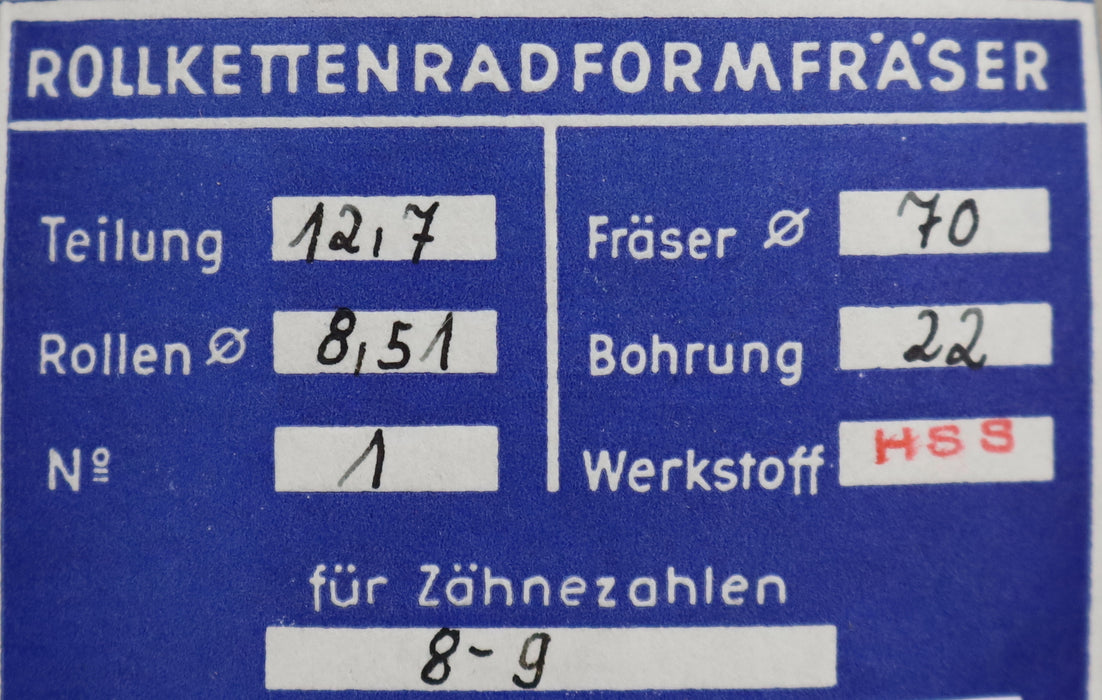 ROLLKETTENRADFORMFRÄSER
Teilung 12,7
Rollen ⌀ 8,51
Nº 1
Fräser ⌀ 70
Bohrung 22
Werkstoff HSS
für Zähnezahlen
8-9